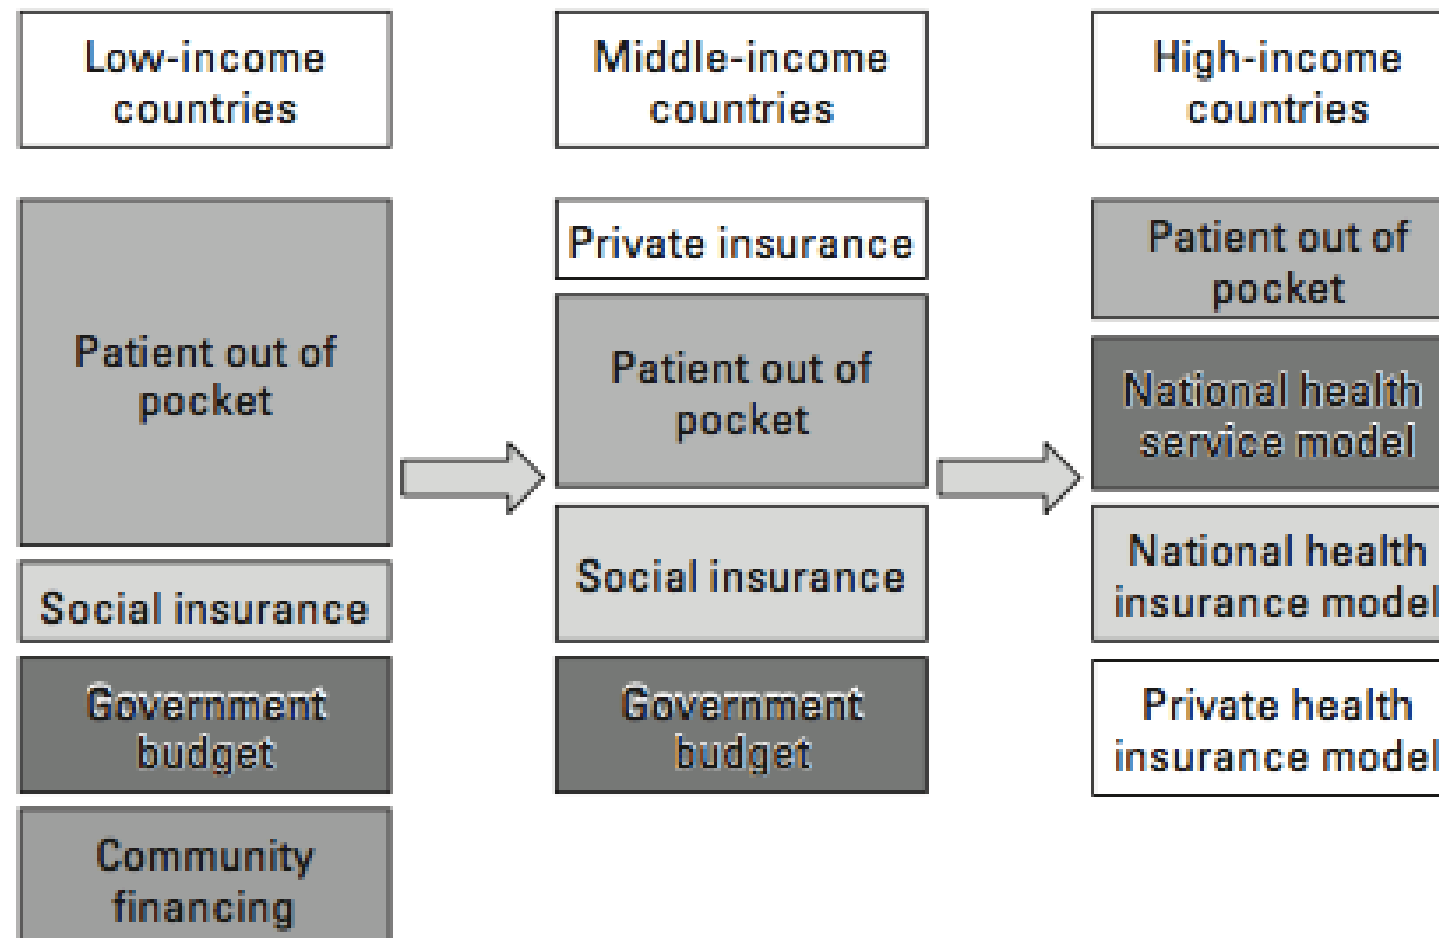 Low-income
countries
Middle-income
countries
High-income
countries
Patient out of
pocket
Social insurance
Government
budget
Community
financing
Private insurance
Patient out of
pocket
Social insurance
Government
budget
Patient out of
pocket
National health
service model
National health
insurance model
Private health
insurance model